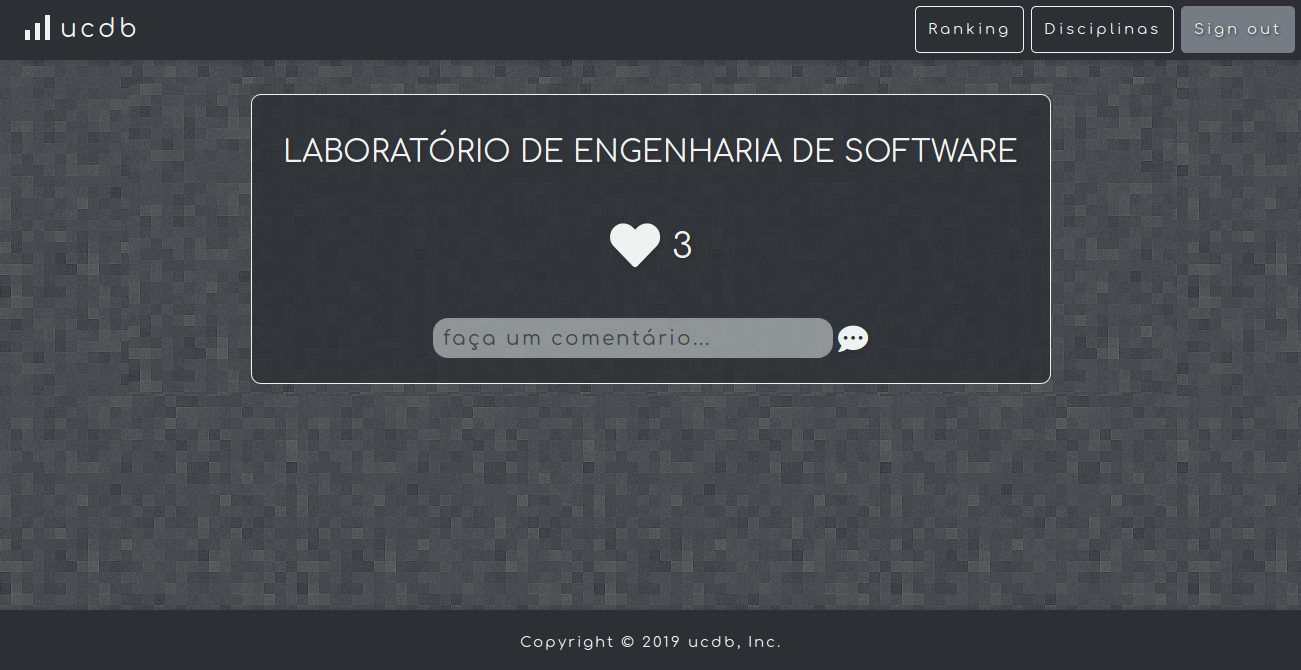 ucdb
Ranking
Disciplinas
Sign out
LABORATÓRIO DE ENGENHARIA DE SOFTWARE
3
faça um comentário...
Copyright © 2019 ucdb, Inc.